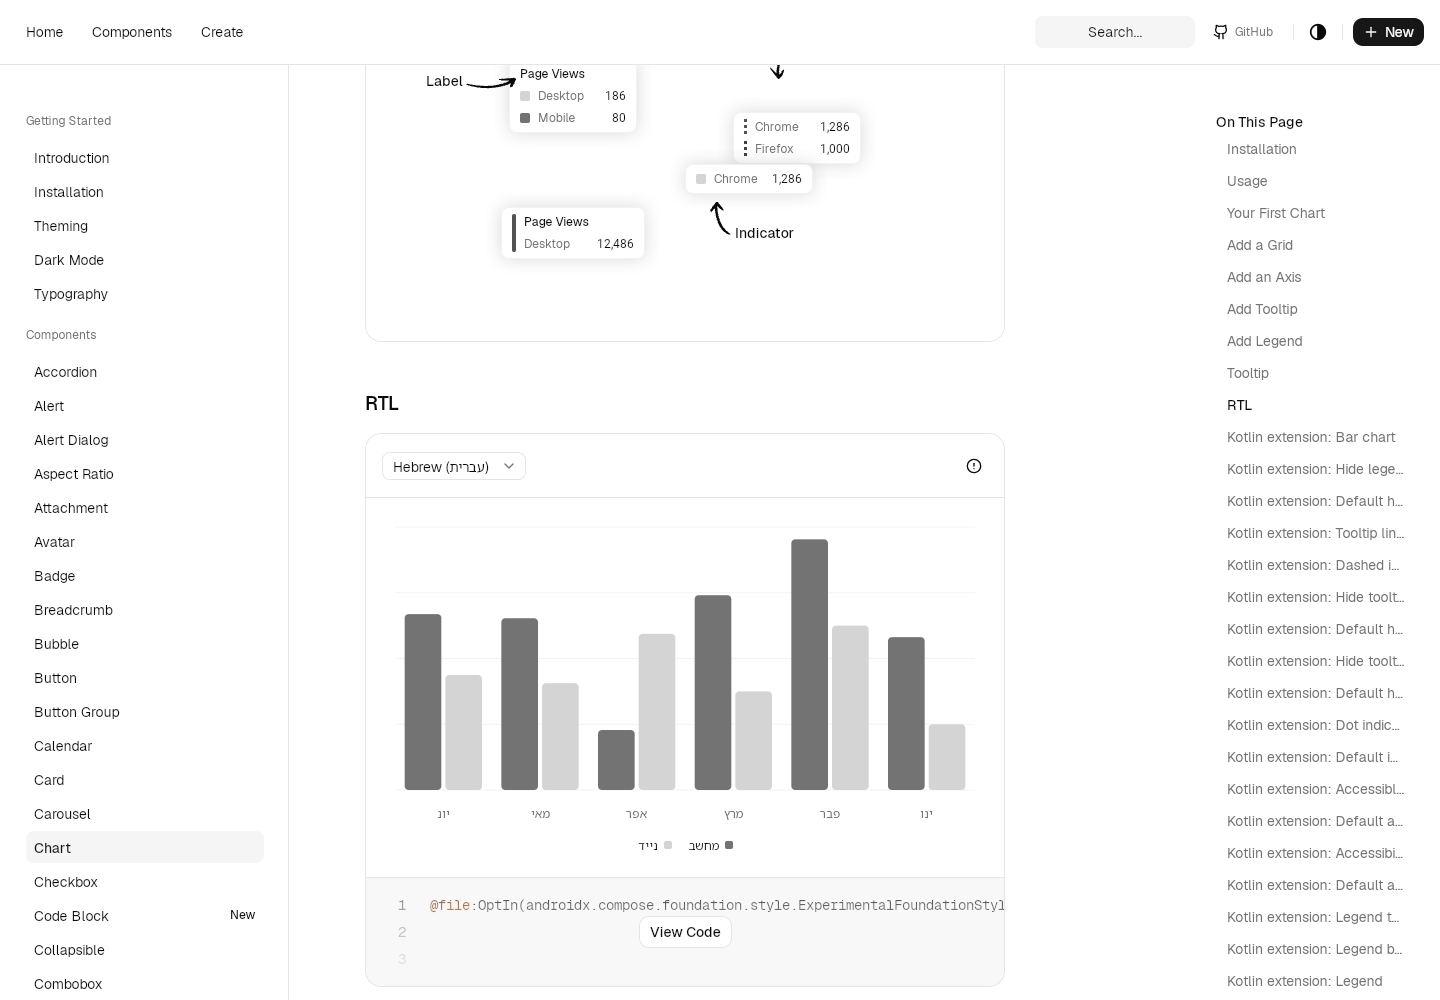 Home
Components
Create
Search...
GitHub
New
Getting Started
Introduction
Installation
Theming
Dark Mode
Typography
Components
Accordion
Alert
Alert Dialog
Aspect Ratio
Attachment
Avatar
Badge
Breadcrumb
Bubble
Button
Button Group
Calendar
Card
Carousel
Chart
Checkbox
Code Block New
Collapsible
Combobox
Label
Page Views
Desktop 186
Mobile 80
Chrome 1,286
Firefox 1,000
Chrome 1,286
Page Views
Desktop 12,486
Indicator
RTL
Hebrew (עברית)
ינו
פבר
מרץ
אפר
מאי
יונ
מחשב
נייד
1 @file:OptIn(androidx.compose.foundation.style.ExperimentalFoundationStyl
2
3
View Code
On This Page
Installation
Usage
Your First Chart
Add a Grid
Add an Axis
Add Tooltip
Add Legend
Tooltip
RTL
Kotlin extension: Bar chart
Kotlin extension: Hide lege...
Kotlin extension: Default h...
Kotlin extension: Tooltip lin...
Kotlin extension: Dashed i...
Kotlin extension: Hide toolt...
Kotlin extension: Default h...
Kotlin extension: Hide toolt...
Kotlin extension: Default h...
Kotlin extension: Dot indic...
Kotlin extension: Default i...
Kotlin extension: Accessibl...
Kotlin extension: Default a...
Kotlin extension: Accessibi...
Kotlin extension: Default a...
Kotlin extension: Legend t...
Kotlin extension: Legend b...
Kotlin extension: Legend